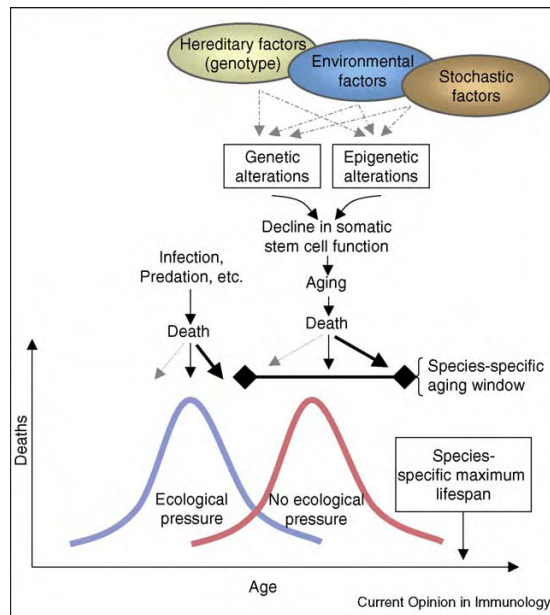 Hereditary factors
(genotype)
Environmental
factors
Stochastic
factors
Genetic
alterations
Epigenetic
alterations
Decline in somatic
stem cell function
Infection,
Predation, etc.
Aging
Death
Death
Species-specific
aging window
Deaths
Species-
specific maximum
lifespan
Ecological
pressure
No ecological
pressure
Age
Current Opinion in Immunology